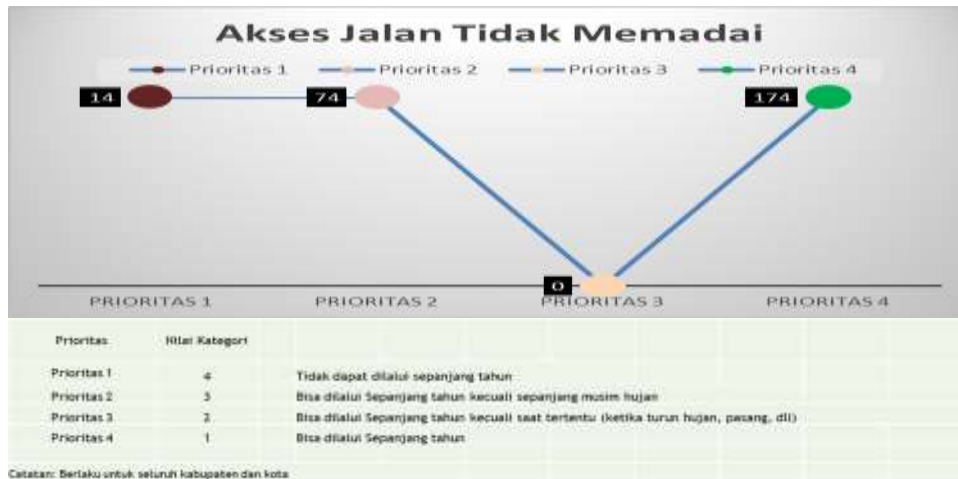 Akses Jalan Tidak Memadai
Prioritas 1 Prioritas 2 Prioritas 3 Prioritas 4
14 74 174
0
PRIORITAS 1 PRIORITAS 2 PRIORITAS 3 PRIORITAS 4
Prioritas Nilai Kategori
Prioritas 1 4 Tidak dapat dilalui sepanjang tahun
Prioritas 2 3 Bisa dilalui Sepanjang tahun kecuali sepanjang musim hujan
Prioritas 3 2 Bisa dilalui Sepanjang tahun kecuali saat tertentu (ketika turun hujan, pasang, dll)
Prioritas 4 1 Bisa dilalui Sepanjang tahun
Catatan: Berlaku untuk seluruh kabupaten dan kota